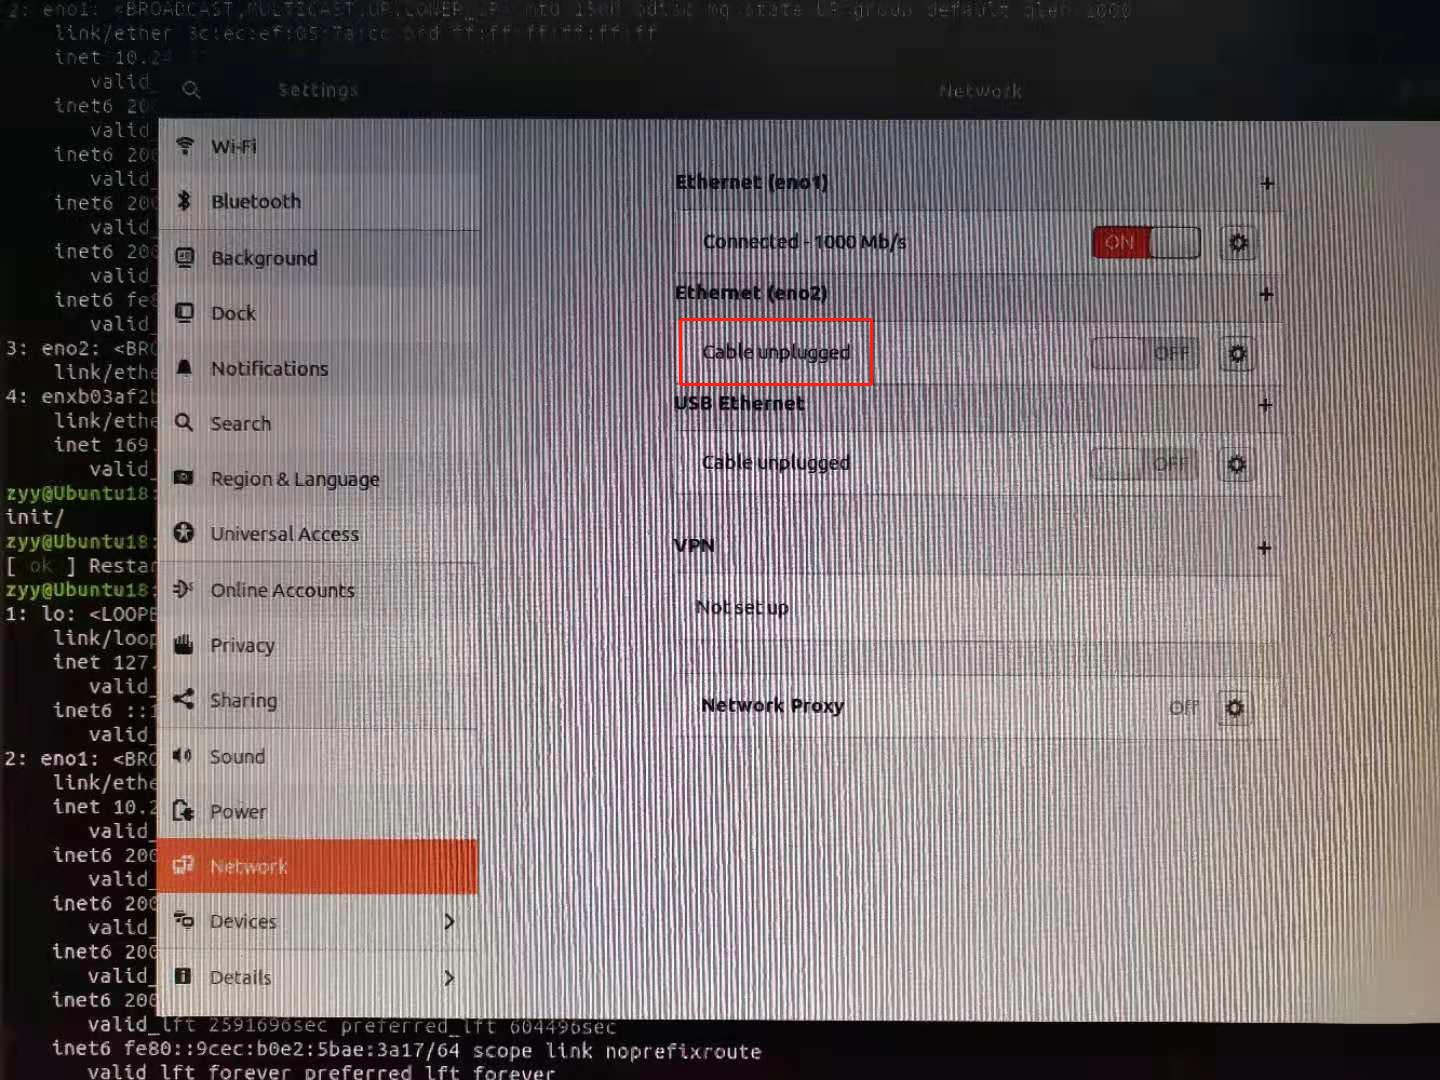 2: eno1: <BROADCAST,MULTICAST,UP,LOWER_UP> mtu 1500 qdisc mq state UP group default qlen 1000
link/ether 3c:ec:ef:05:7a:cc brd ff:ff:ff:ff:ff:ff
inet 10.24
valid_
Settings
Network
inet6 20
valid_
Wi-Fi
inet6 200
valid_
Ethernet (eno1)
+
Bluetooth
inet6 200
valid_
Connected - 1000 Mb/s
ON
inet6 200
Background
valid_
Ethernet (eno2)
+
inet6 fe8
Dock
valid_
3: eno2: <BRO
Cable unplugged
OFF
link/ethe
Notifications
4: enxb03af2b
USB Ethernet
+
link/ethe
Search
inet 169.
valid_
Cable unplugged
OFF
Region & Language
zyy@Ubuntu18:
init/
Universal Access
zyy@Ubuntu18:
VPN
+
[ ok ] Restar
zyy@Ubuntu18:
Online Accounts
1: lo: <LOOPB
Not set up
link/loop
Privacy
inet 127.
valid_
Sharing
inet6 ::1
Network Proxy
Off
valid_
2: eno1: <BRO
Sound
link/ethe
inet 10.2
Power
valid_
inet6 200
Network
valid_
inet6 200
Devices
valid_
inet6 200
valid_
Details
inet6 200
valid_lft 2591696sec preferred_lft 604496sec
inet6 fe80::9cec:b0e2:5bae:3a17/64 scope link noprefixroute
valid_lft forever preferred_lft forever